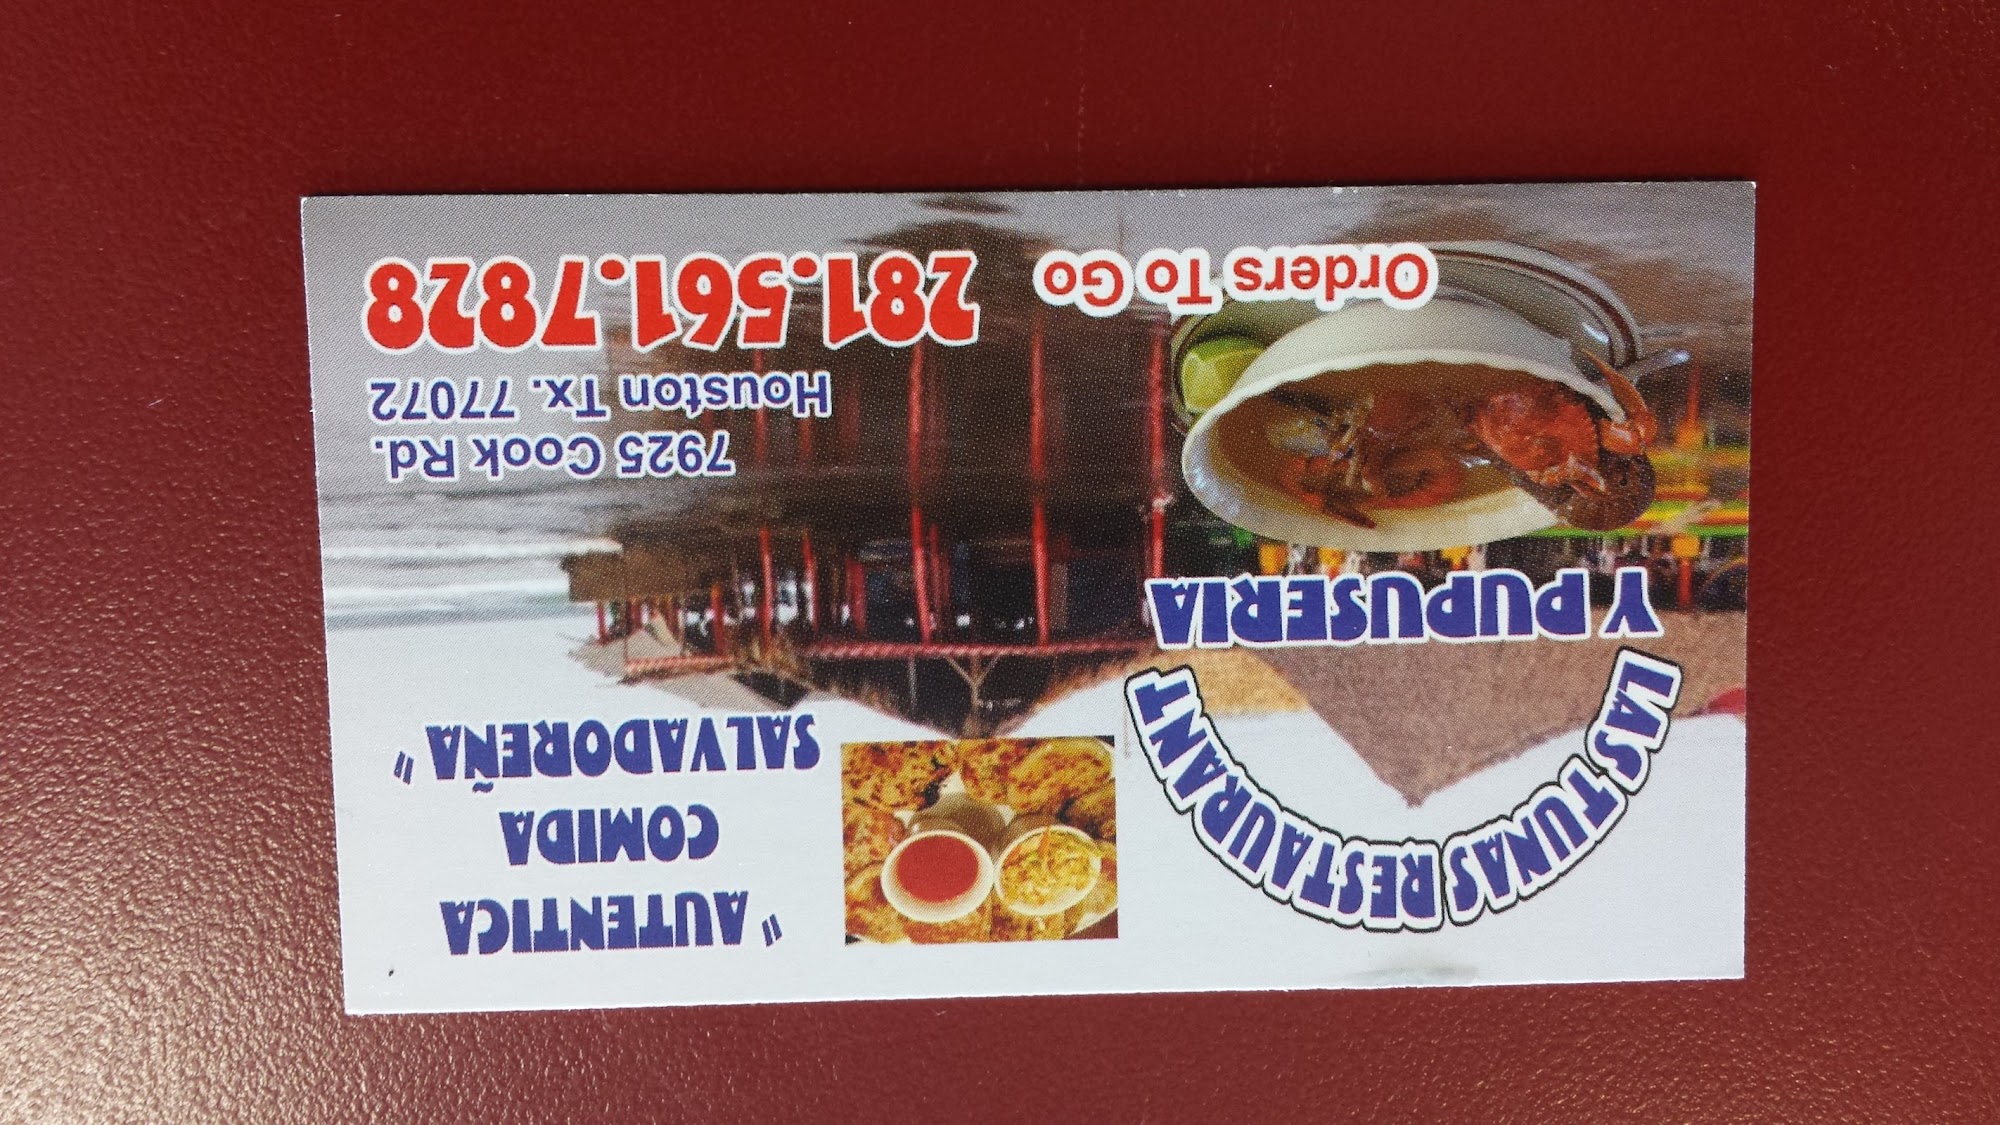 LAS TUNAS RESTAURANT
Y PUPUSERIA
"AUTENTICA
COMIDA
SALVADOREÑA"
7925 Cook Rd.
Houston Tx. 77072
Orders To Go
281.561.7828